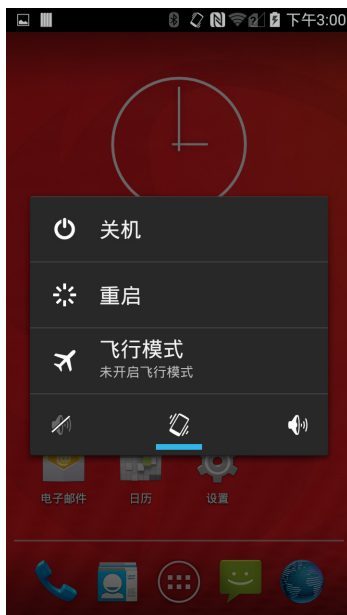 下午3:00
关机
重启
飞行模式
未开启飞行模式
电子邮件 日历 设置